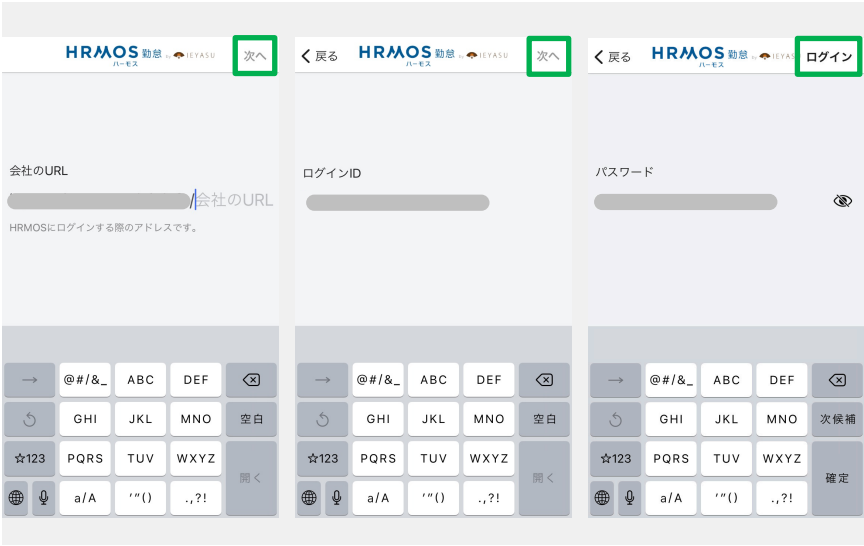 HRMOS 勤怠 by IEYASU
ハーモス
次へ
会社のURL
/会社のURL
HRMOSにログインする際のアドレスです。
→ @#/&_ ABC DEF
GHI JKL MNO 空白
☆123 PQRS TUV WXYZ
開く
a/A ’”() .,?!
戻る
HRMOS 勤怠 by IEYASU
ハーモス
次へ
ログインID
→ @#/&_ ABC DEF
GHI JKL MNO 空白
☆123 PQRS TUV WXYZ
開く
a/A ’”() .,?!
戻る
HRMOS 勤怠 by IEYAS
ハーモス
ログイン
パスワード
→ @#/&_ ABC DEF
GHI JKL MNO 次候補
☆123 PQRS TUV WXYZ
確定
a/A ’”() .,?!